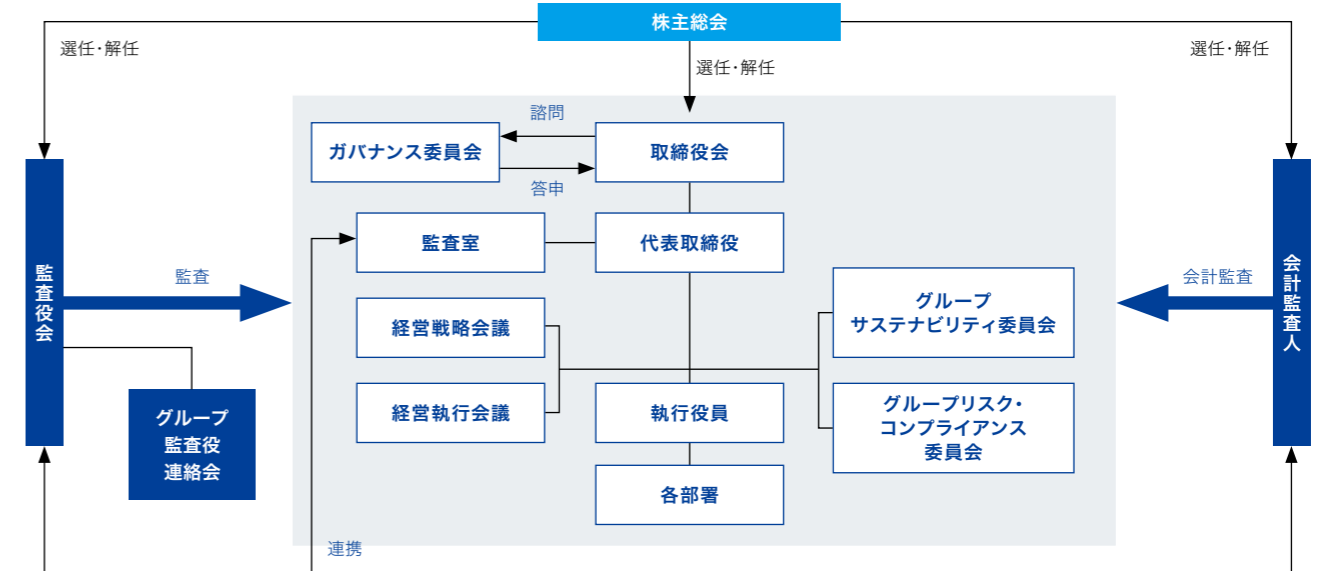 株主総会
選任・解任
選任・解任
選任・解任
諮問
ガバナンス委員会
取締役会
答申
監査室
代表取締役
監査役会
監査
会計監査
会計監査人
経営戦略会議
グループ
サステナビリティ委員会
経営執行会議
執行役員
グループリスク・
コンプライアンス
委員会
グループ
監査役
連絡会
各部署
連携